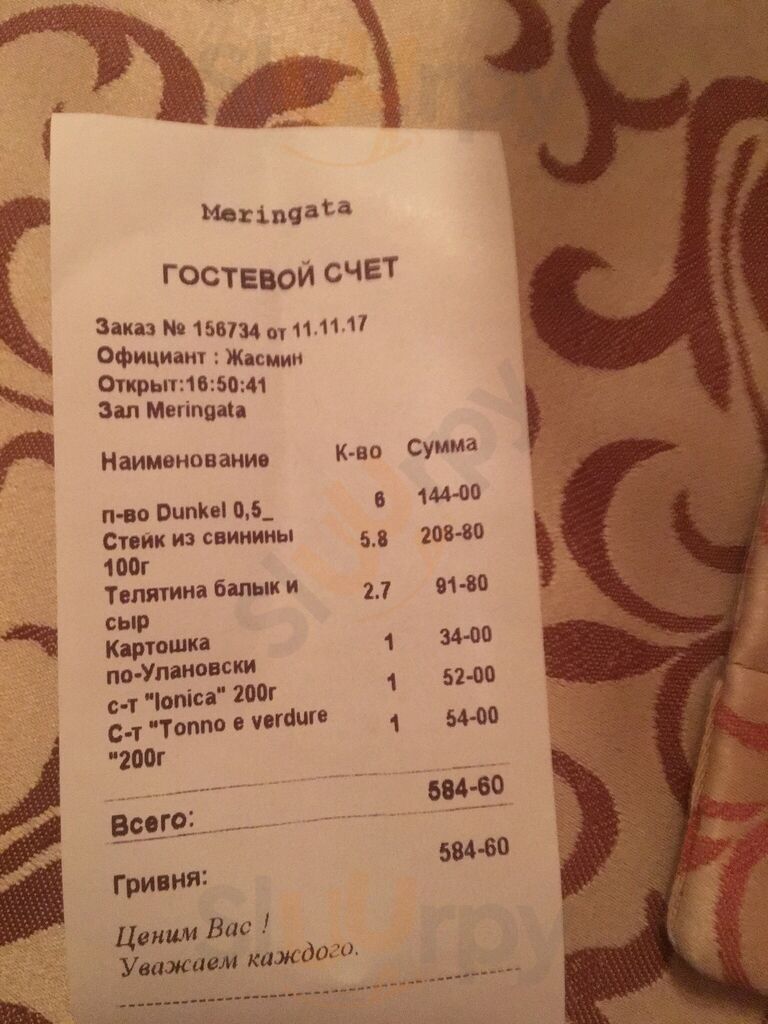 Meringata
ГОСТЕВОЙ СЧЕТ
Заказ № 156734 от 11.11.17
Официант : Жасмин
Открыт:16:50:41
Зал Meringata
Наименование К-во Сумма
п-во Dunkel 0,5_ 6 144-00
Стейк из свинины 5.8 208-80
100г
Телятина балык и 2.7 91-80
сыр
Картошка 1 34-00
по-Улановски
с-т "Ionica" 200г 1 52-00
С-т "Tonno e verdure 1 54-00
"200г
Всего: 584-60
Гривня: 584-60
Ценим Вас !
Уважаем каждого.
sluurpy
sluurpy
sluurpy